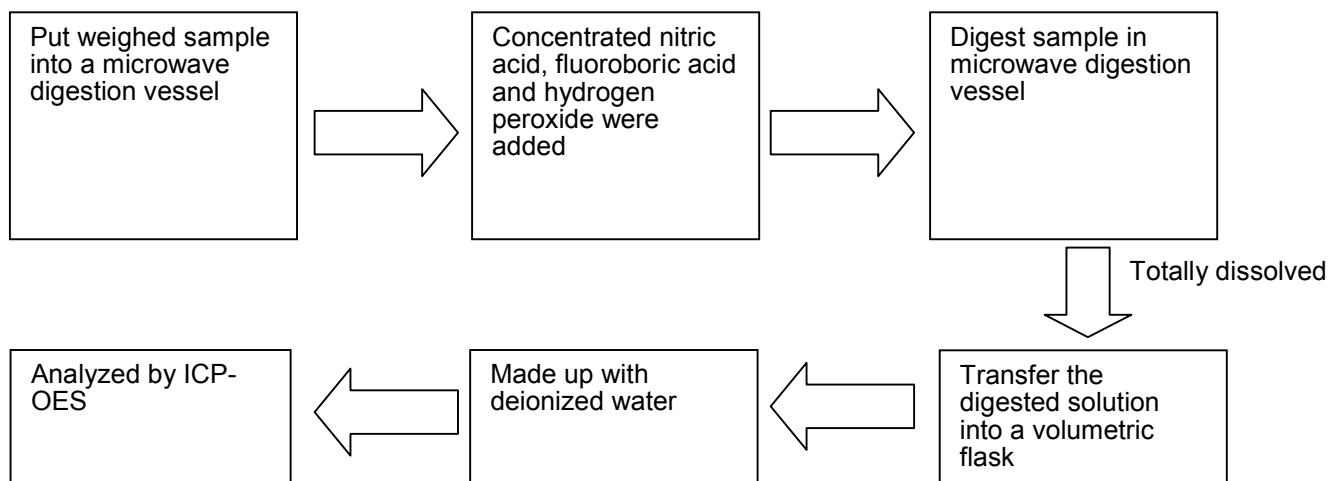 Put weighed sample
into a microwave
digestion vessel
Concentrated nitric
acid, fluoroboric acid
and hydrogen
peroxide were
added
Digest sample in
microwave digestion
vessel
Totally dissolved
Transfer the
digested solution
into a volumetric
flask
Made up with
deionized water
Analyzed by ICP-
OES